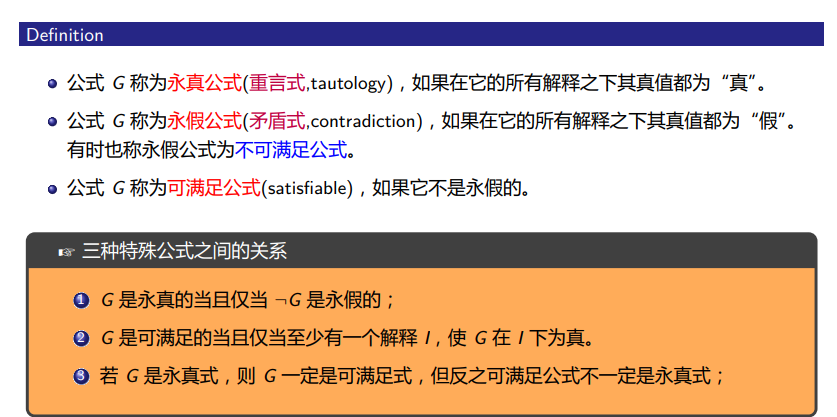 Definition
公式 G 称为永真公式(重言式,tautology)，如果在它的所有解释之下其真值都为“真”。
公式 G 称为永假公式(矛盾式,contradiction)，如果在它的所有解释之下其真值都为“假”。
有时也称永假公式为不可满足公式。
公式 G 称为可满足公式(satisfiable)，如果它不是永假的。
☞ 三种特殊公式之间的关系
1 G 是永真的当且仅当 ¬G 是永假的；
2 G 是可满足的当且仅当至少有一个解释 I，使 G 在 I 下为真。
3 若 G 是永真式，则 G 一定是可满足式，但反之可满足公式不一定是永真式；